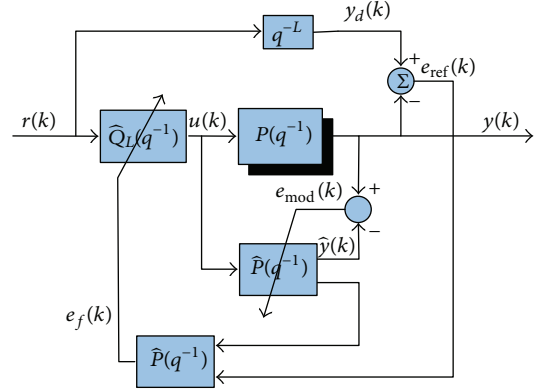 y_d(k)
q^{-L}
+
Σ
e_ref(k)
−
r(k)
u(k)
y(k)
Q̂_L(q^{-1})
P(q^{-1})
e_mod(k)
+
−
ŷ(k)
P̂(q^{-1})
e_f(k)
P̂(q^{-1})